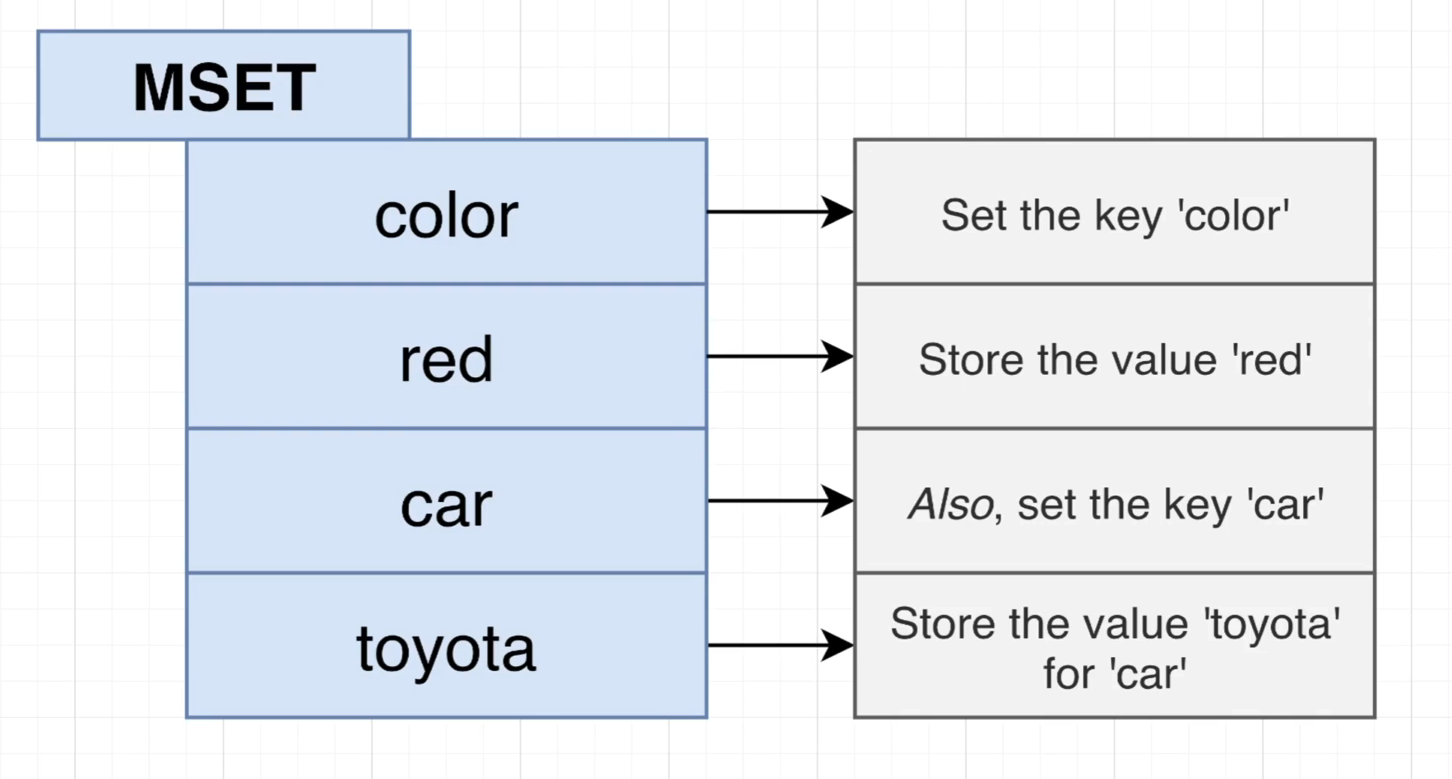 MSET
color
Set the key 'color'
red
Store the value 'red'
car
Also, set the key 'car'
toyota
Store the value 'toyota'
for 'car'